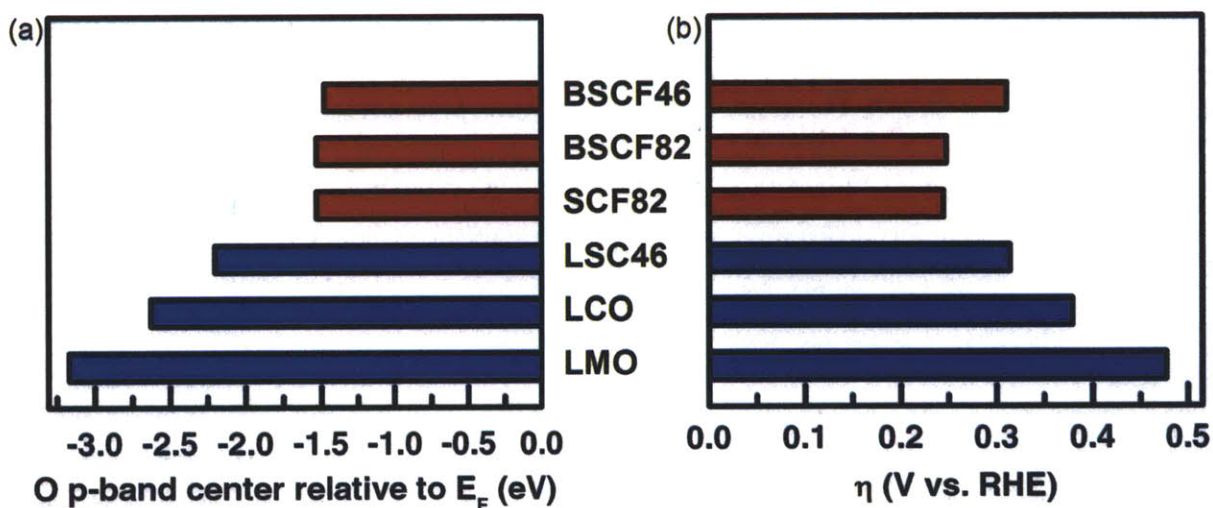 (a)
(b)
BSCF46
BSCF82
SCF82
LSC46
LCO
LMO
-3.0 -2.5 -2.0 -1.5 -1.0 -0.5 0.0
0.0 0.1 0.2 0.3 0.4 0.5
O p-band center relative to E_F (eV)
η (V vs. RHE)